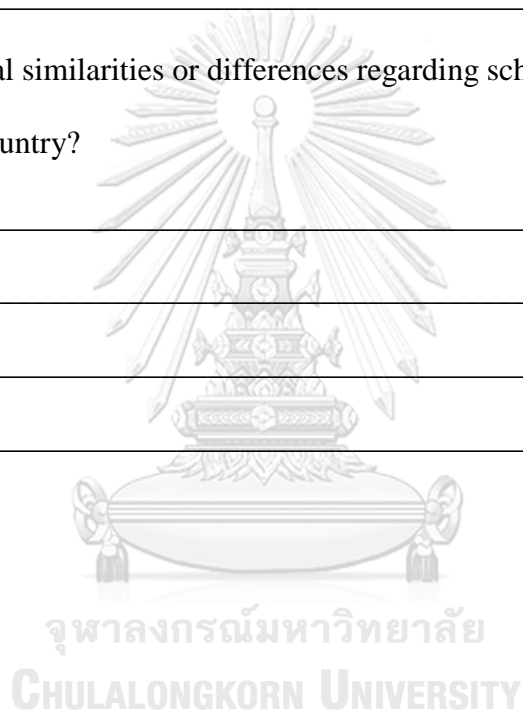 al similarities or differences regarding sch
untry?
จุฬาลงกรณ์มหาวิทยาลัย
CHULALONGKORN UNIVERSITY